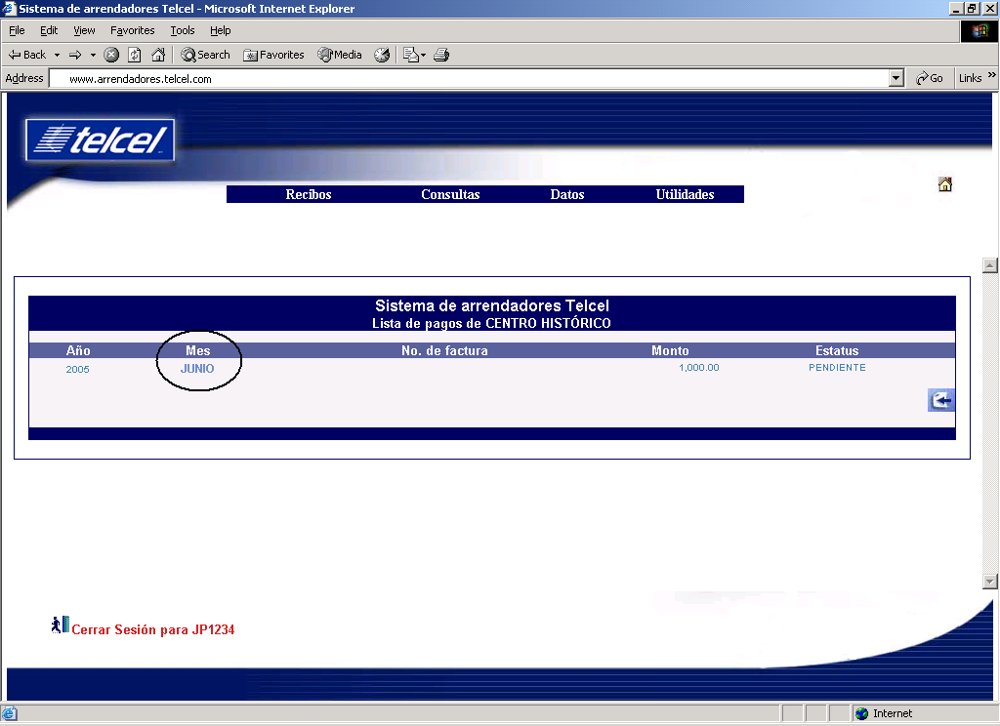 Sistema de arrendadores Telcel - Microsoft Internet Explorer
File Edit View Favorites Tools Help
Back Search Favorites Media
Address www.arrendadores.telcel.com Go Links »
telcel
Recibos Consultas Datos Utilidades
Sistema de arrendadores Telcel
Lista de pagos de CENTRO HISTÓRICO
Año Mes No. de factura Monto Estatus
2005 JUNIO 1,000.00 PENDIENTE
Cerrar Sesión para JP1234
Internet